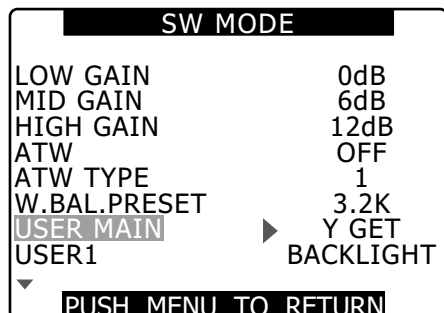 SW MODE
LOW GAIN 0dB
MID GAIN 6dB
HIGH GAIN 12dB
ATW OFF
ATW TYPE 1
W.BAL.PRESET 3.2K
USER MAIN Y GET
USER1 BACKLIGHT
PUSH MENU TO RETURN